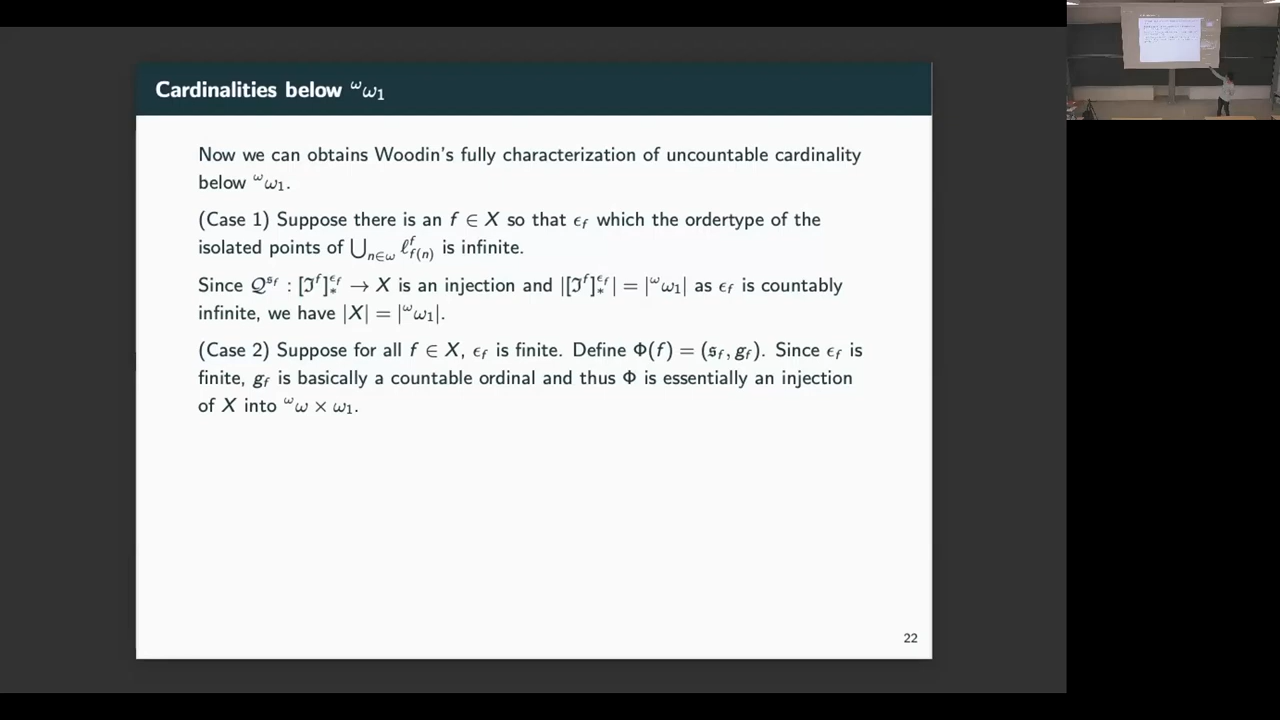 Cardinalities below ^ωω₁
Now we can obtains Woodin's fully characterization of uncountable cardinality
below ^ωω₁.
(Case 1) Suppose there is an f ∈ X so that ϵ_f which the ordertype of the
isolated points of ⋃_{n∈ω} ℓ^f_{f(n)} is infinite.
Since 𝒬^{𝔰_f} : [𝔍^f]^{ϵ_f}_* → X is an injection and |[𝔍^f]^{ϵ_f}_*| = |^ωω₁| as ϵ_f is countably
infinite, we have |X| = |^ωω₁|.
(Case 2) Suppose for all f ∈ X, ϵ_f is finite. Define Φ(f) = (𝔰_f, g_f). Since ϵ_f is
finite, g_f is basically a countable ordinal and thus Φ is essentially an injection
of X into ^ωω × ω₁.
22